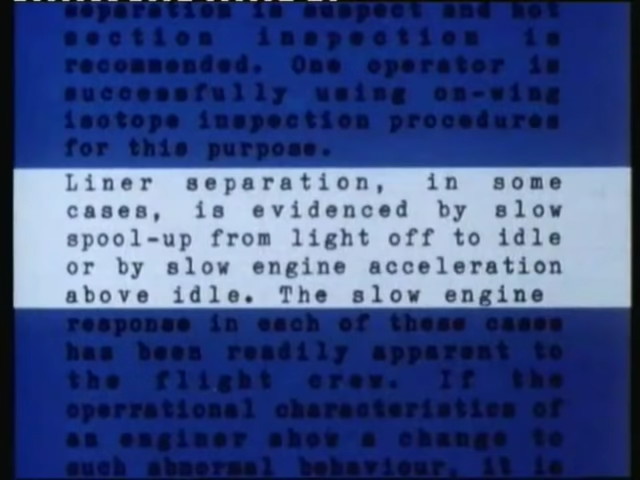 separation is suspect and hot
section inspection is
recommended. One operator is
successfully using on-wing
isotope inspection procedures
for this purpose.
Liner separation, in some
cases, is evidenced by slow
spool-up from light off to idle
or by slow engine acceleration
above idle. The slow engine
response in each of these cases
has been readily apparent to
the flight crew. If the
operrational characteristics of
an enginer show a change to
such abnormal behaviour, it is